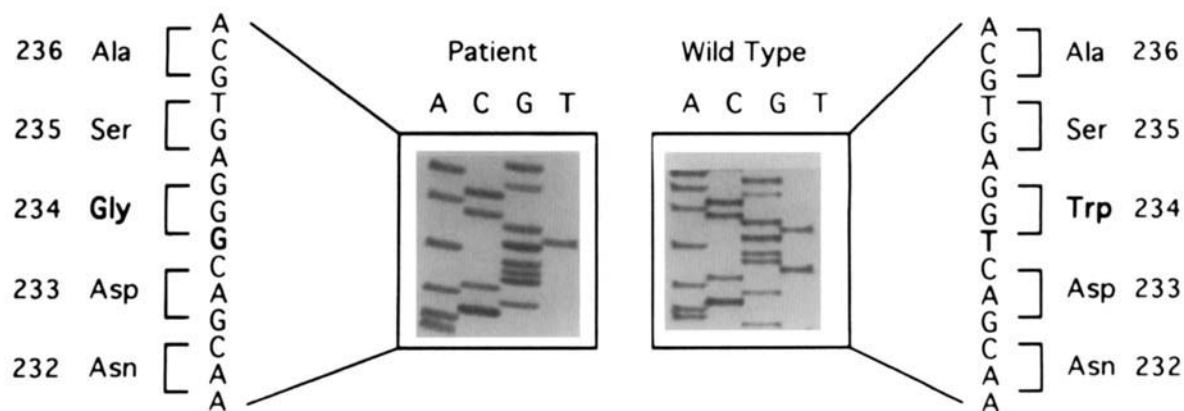 236 Ala
235 Ser
234 Gly
233 Asp
232 Asn
A
C
G
T
G
A
G
G
G
C
A
G
C
A
A
Patient
A C G T
Wild Type
A C G T
A
C
G
T
G
A
G
G
T
C
A
G
C
A
A
Ala 236
Ser 235
Trp 234
Asp 233
Asn 232